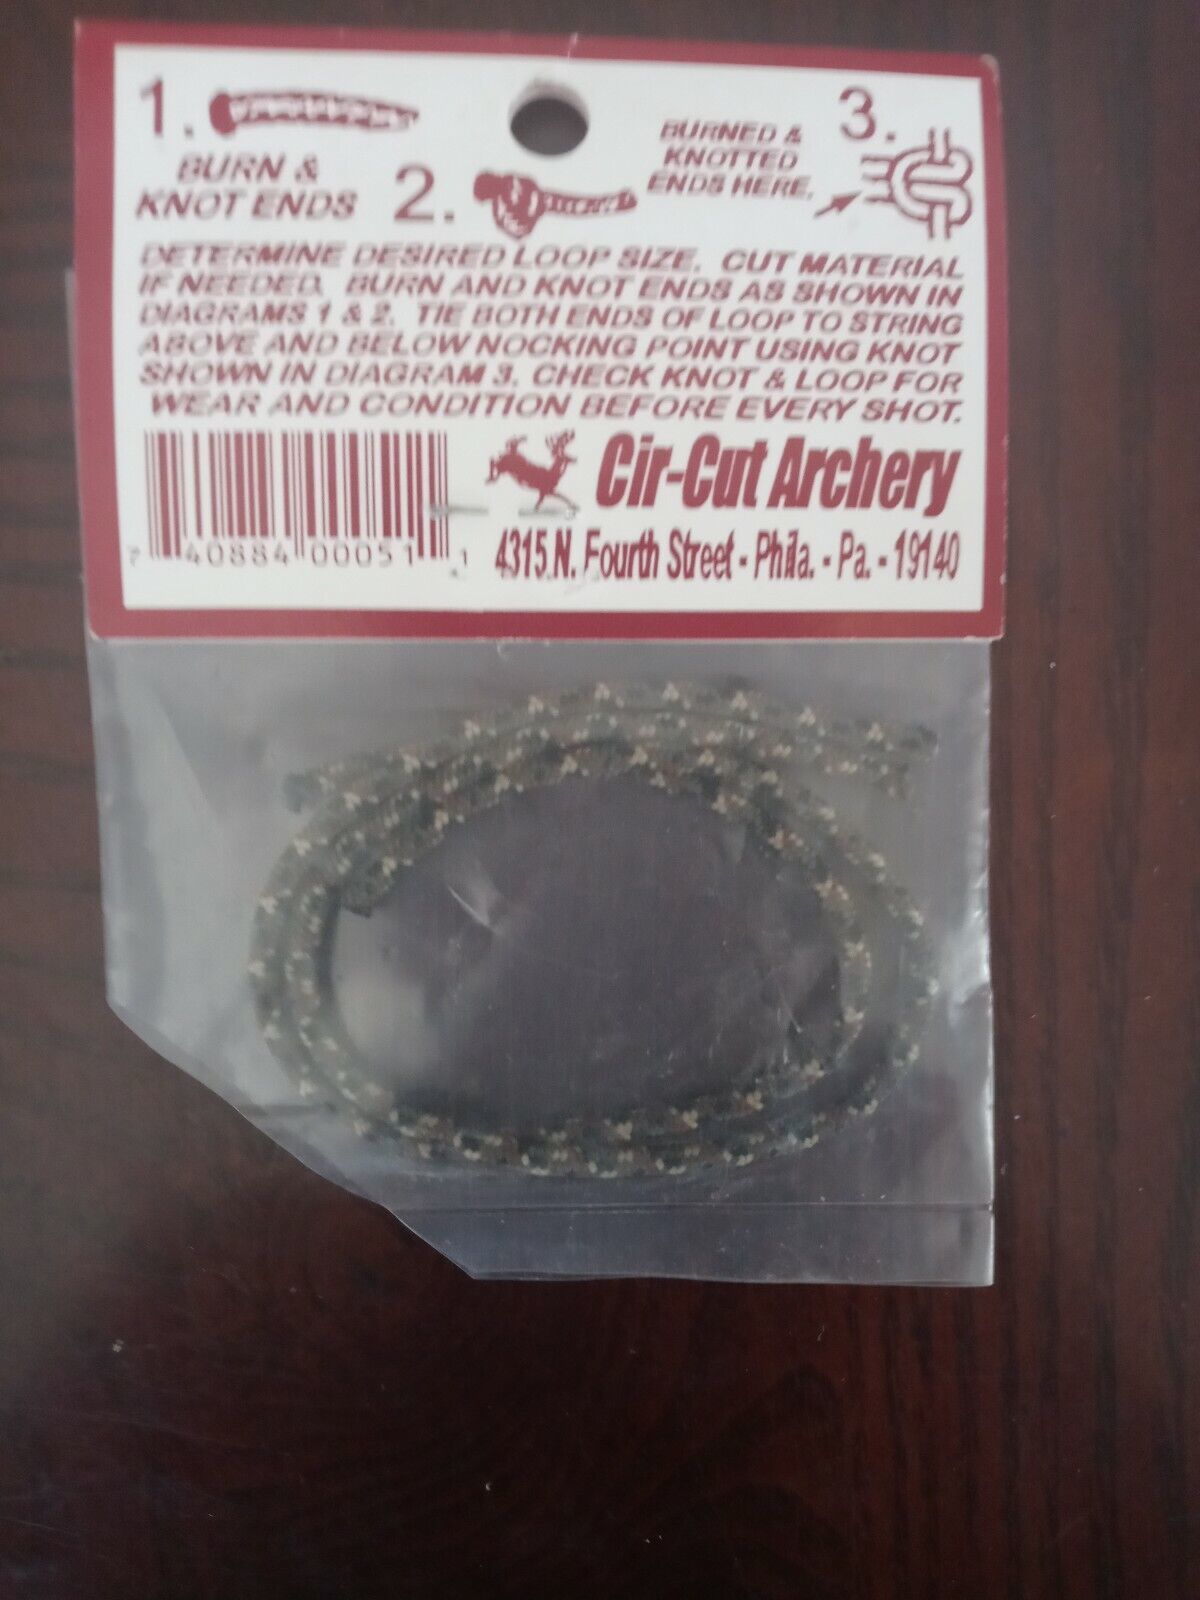 1.
BURN &
KNOT ENDS
2.
BURNED &
KNOTTED
ENDS HERE.
3.
DETERMINE DESIRED LOOP SIZE. CUT MATERIAL
IF NEEDED. BURN AND KNOT ENDS AS SHOWN IN
DIAGRAMS 1 & 2. TIE BOTH ENDS OF LOOP TO STRING
ABOVE AND BELOW NOCKING POINT USING KNOT
SHOWN IN DIAGRAM 3. CHECK KNOT & LOOP FOR
WEAR AND CONDITION BEFORE EVERY SHOT.
Cir-Cut Archery
4315 N. Fourth Street - Phila. - Pa. - 19140
7 40884 00051 1